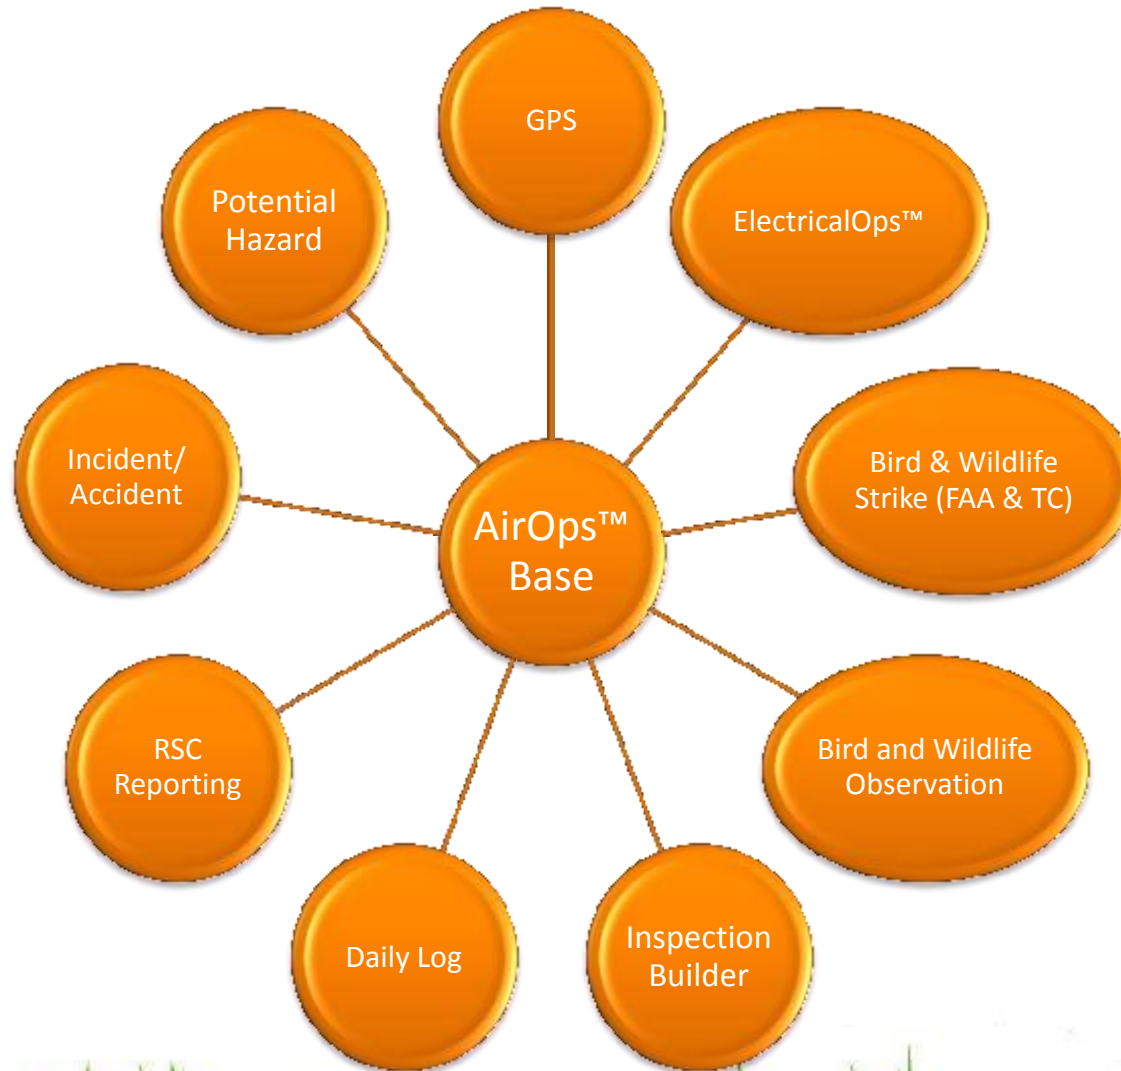 GPS
Potential
Hazard
ElectricalOps™
Incident/
Accident
Bird & Wildlife
Strike (FAA & TC)
AirOps™
Base
RSC
Reporting
Bird and Wildlife
Observation
Daily Log
Inspection
Builder